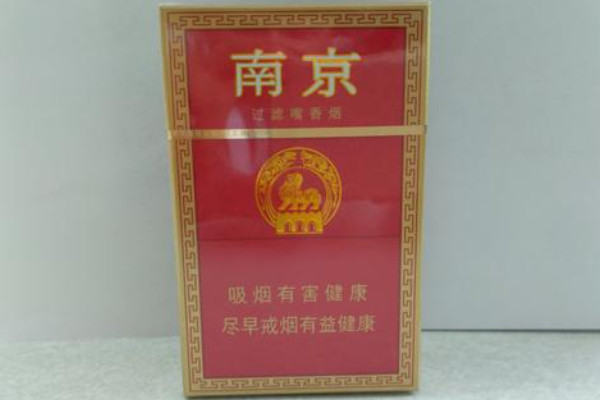 南京
过滤嘴香烟
吸烟有害健康
尽早戒烟有益健康